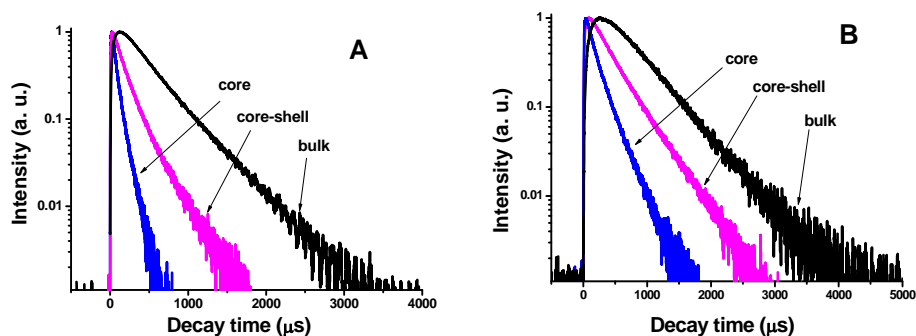 A
Intensity (a. u.)
1
0.1
0.01
core
core-shell
bulk
0 1000 2000 3000 4000
Decay time (µs)
B
Intensity (a. u.)
1
0.1
0.01
core
core-shell
bulk
0 1000 2000 3000 4000 5000
Decay time (µs)